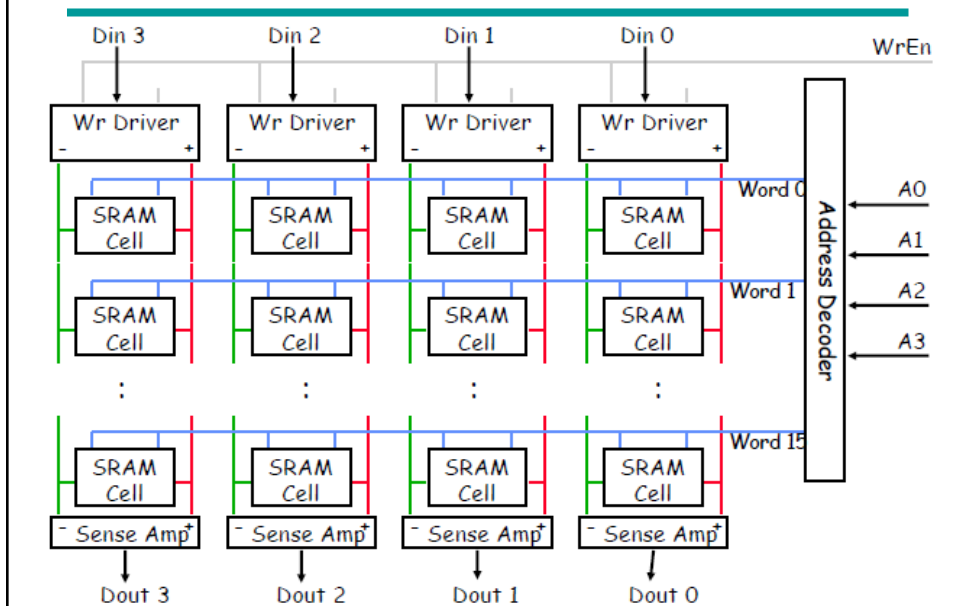 Din 3 Din 2 Din 1 Din 0
WrEn
Wr Driver Wr Driver Wr Driver Wr Driver
- + - + - + - +
Word 0
A0
SRAM Cell SRAM Cell SRAM Cell SRAM Cell
A1
Address Decoder
Word 1
A2
SRAM Cell SRAM Cell SRAM Cell SRAM Cell
A3
: : : :
Word 15
SRAM Cell SRAM Cell SRAM Cell SRAM Cell
- Sense Amp + - Sense Amp + - Sense Amp + - Sense Amp +
Dout 3 Dout 2 Dout 1 Dout 0